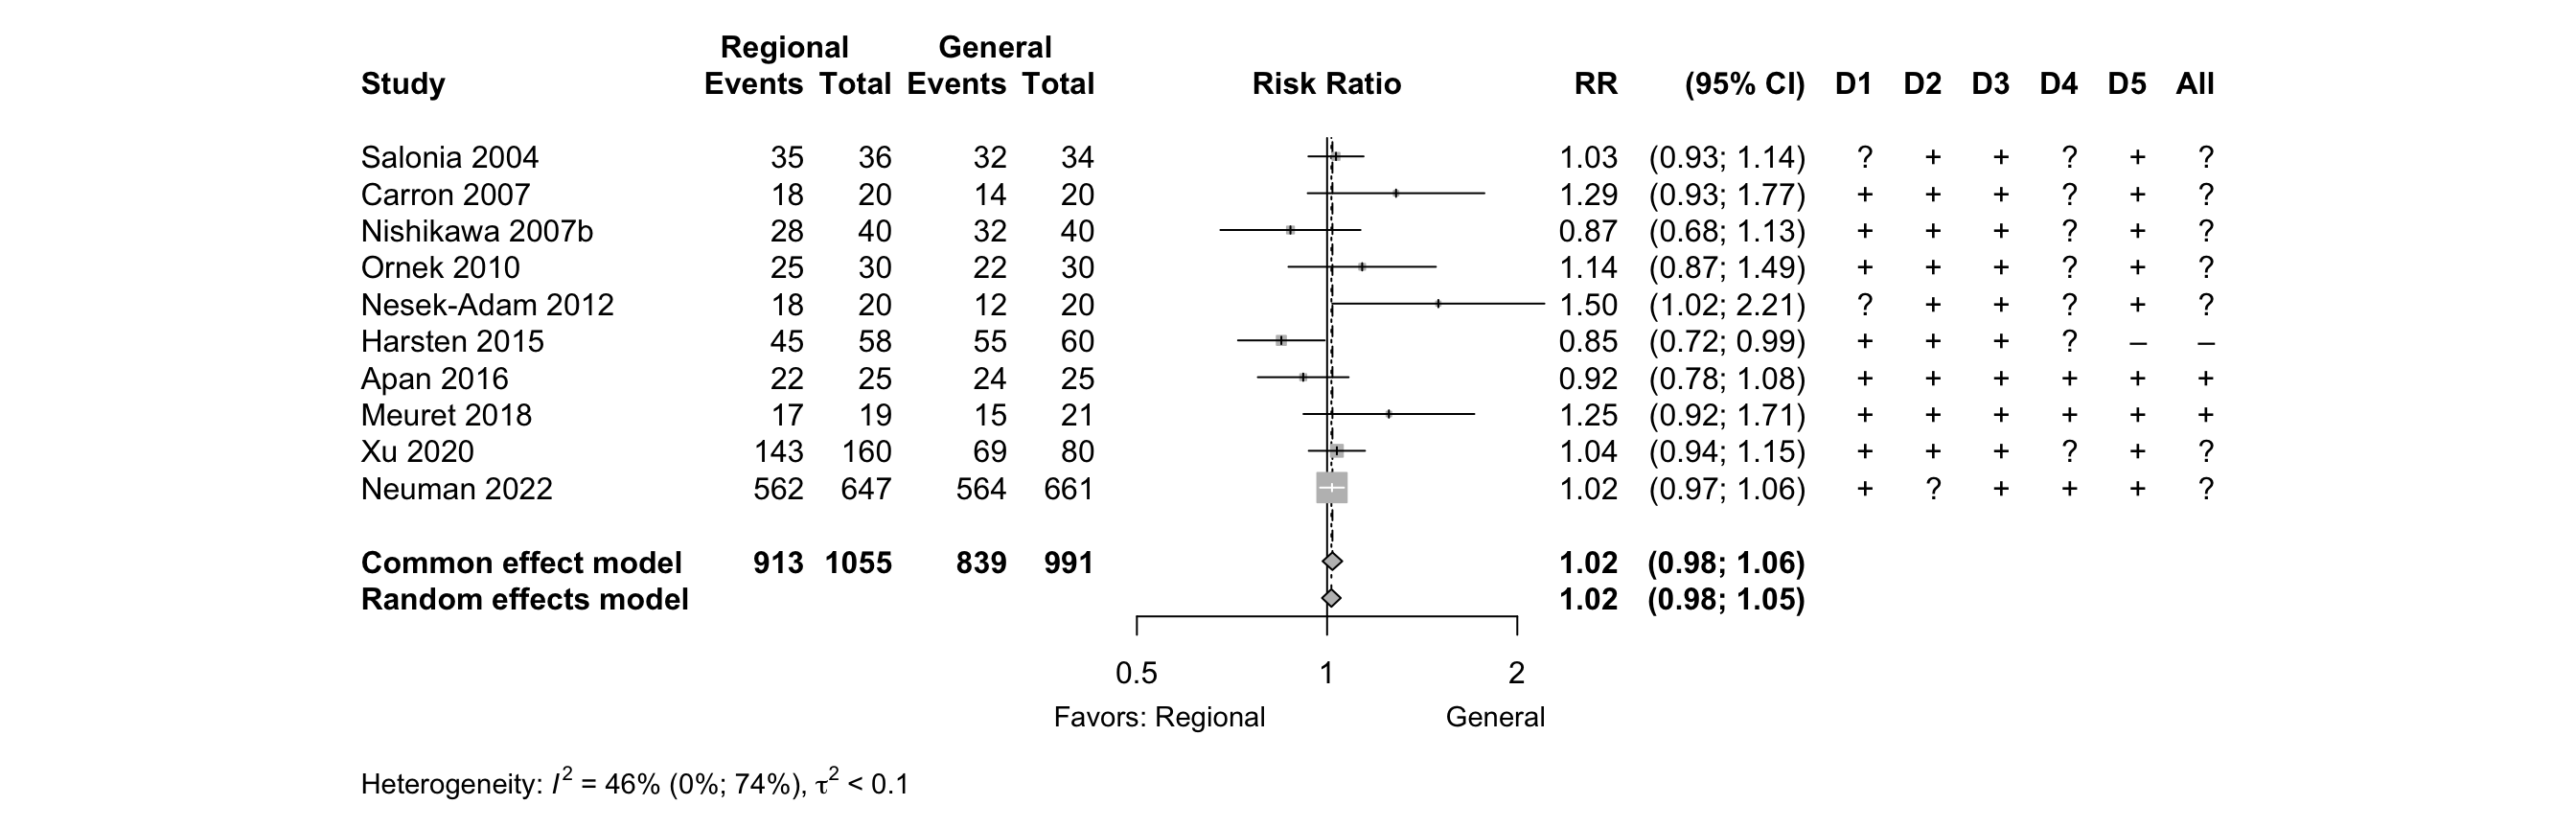 Regional General
Study Events Total Events Total Risk Ratio RR (95% CI) D1 D2 D3 D4 D5 All
Salonia 2004 35 36 32 34 1.03 (0.93; 1.14) ? + + ? + ?
Carron 2007 18 20 14 20 1.29 (0.93; 1.77) + + + ? + ?
Nishikawa 2007b 28 40 32 40 0.87 (0.68; 1.13) + + + ? + ?
Ornek 2010 25 30 22 30 1.14 (0.87; 1.49) + + + ? + ?
Nesek-Adam 2012 18 20 12 20 1.50 (1.02; 2.21) ? + + ? + ?
Harsten 2015 45 58 55 60 0.85 (0.72; 0.99) + + + ? – –
Apan 2016 22 25 24 25 0.92 (0.78; 1.08) + + + + + +
Meuret 2018 17 19 15 21 1.25 (0.92; 1.71) + + + + + +
Xu 2020 143 160 69 80 1.04 (0.94; 1.15) + + + ? + ?
Neuman 2022 562 647 564 661 1.02 (0.97; 1.06) + ? + + + ?
Common effect model 913 1055 839 991 1.02 (0.98; 1.06)
Random effects model 1.02 (0.98; 1.05)
0.5 1 2
Favors: Regional General
Heterogeneity: I² = 46% (0%; 74%), τ² < 0.1